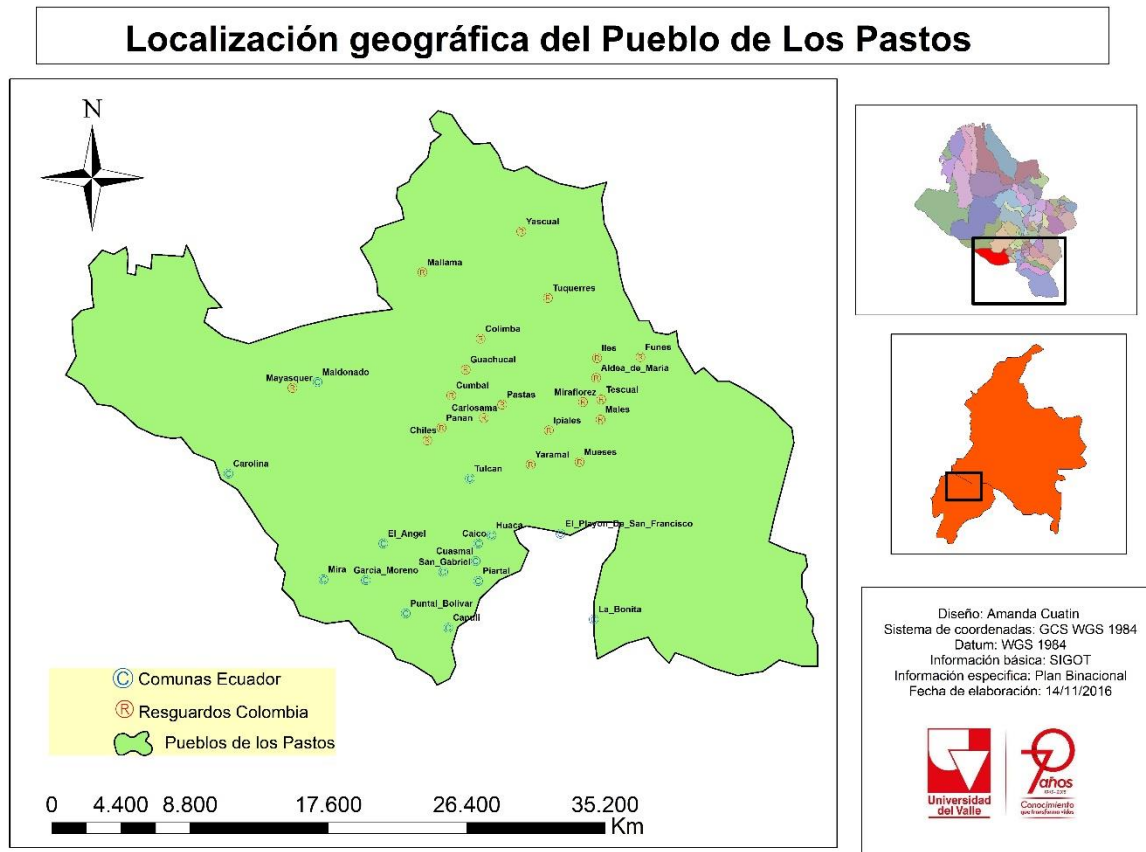 Localización geográfica del Pueblo de Los Pastos
N
Yascual
Mallama
Tuquerres
Colimba
Iles
Funes
Guachucal
Aldea_de_Maria
Maldonado
Mayasquer
Cumbal
Miraflorez
Tescual
Pastas
Carlosama
Males
Panan
Ipiales
Chiles
Yaramal
Mueses
Carolina
Tulcan
El_Angel
Caico
Huaca
El_Playon_De_San_Francisco
Cuasmal
San_Gabriel
Mira
Garcia_Moreno
Piartal
Puntal_Bolivar
Capuli
La_Bonita
C Comunas Ecuador
R Resguardos Colombia
Pueblos de los Pastos
0 4.400 8.800 17.600 26.400 35.200
Km
Diseño: Amanda Cuatin
Sistema de coordenadas: GCS WGS 1984
Datum: WGS 1984
Información básica: SIGOT
Información especifica: Plan Binacional
Fecha de elaboración: 14/11/2016
Universidad
del Valle
70
años
Conocimiento
que transforma vidas